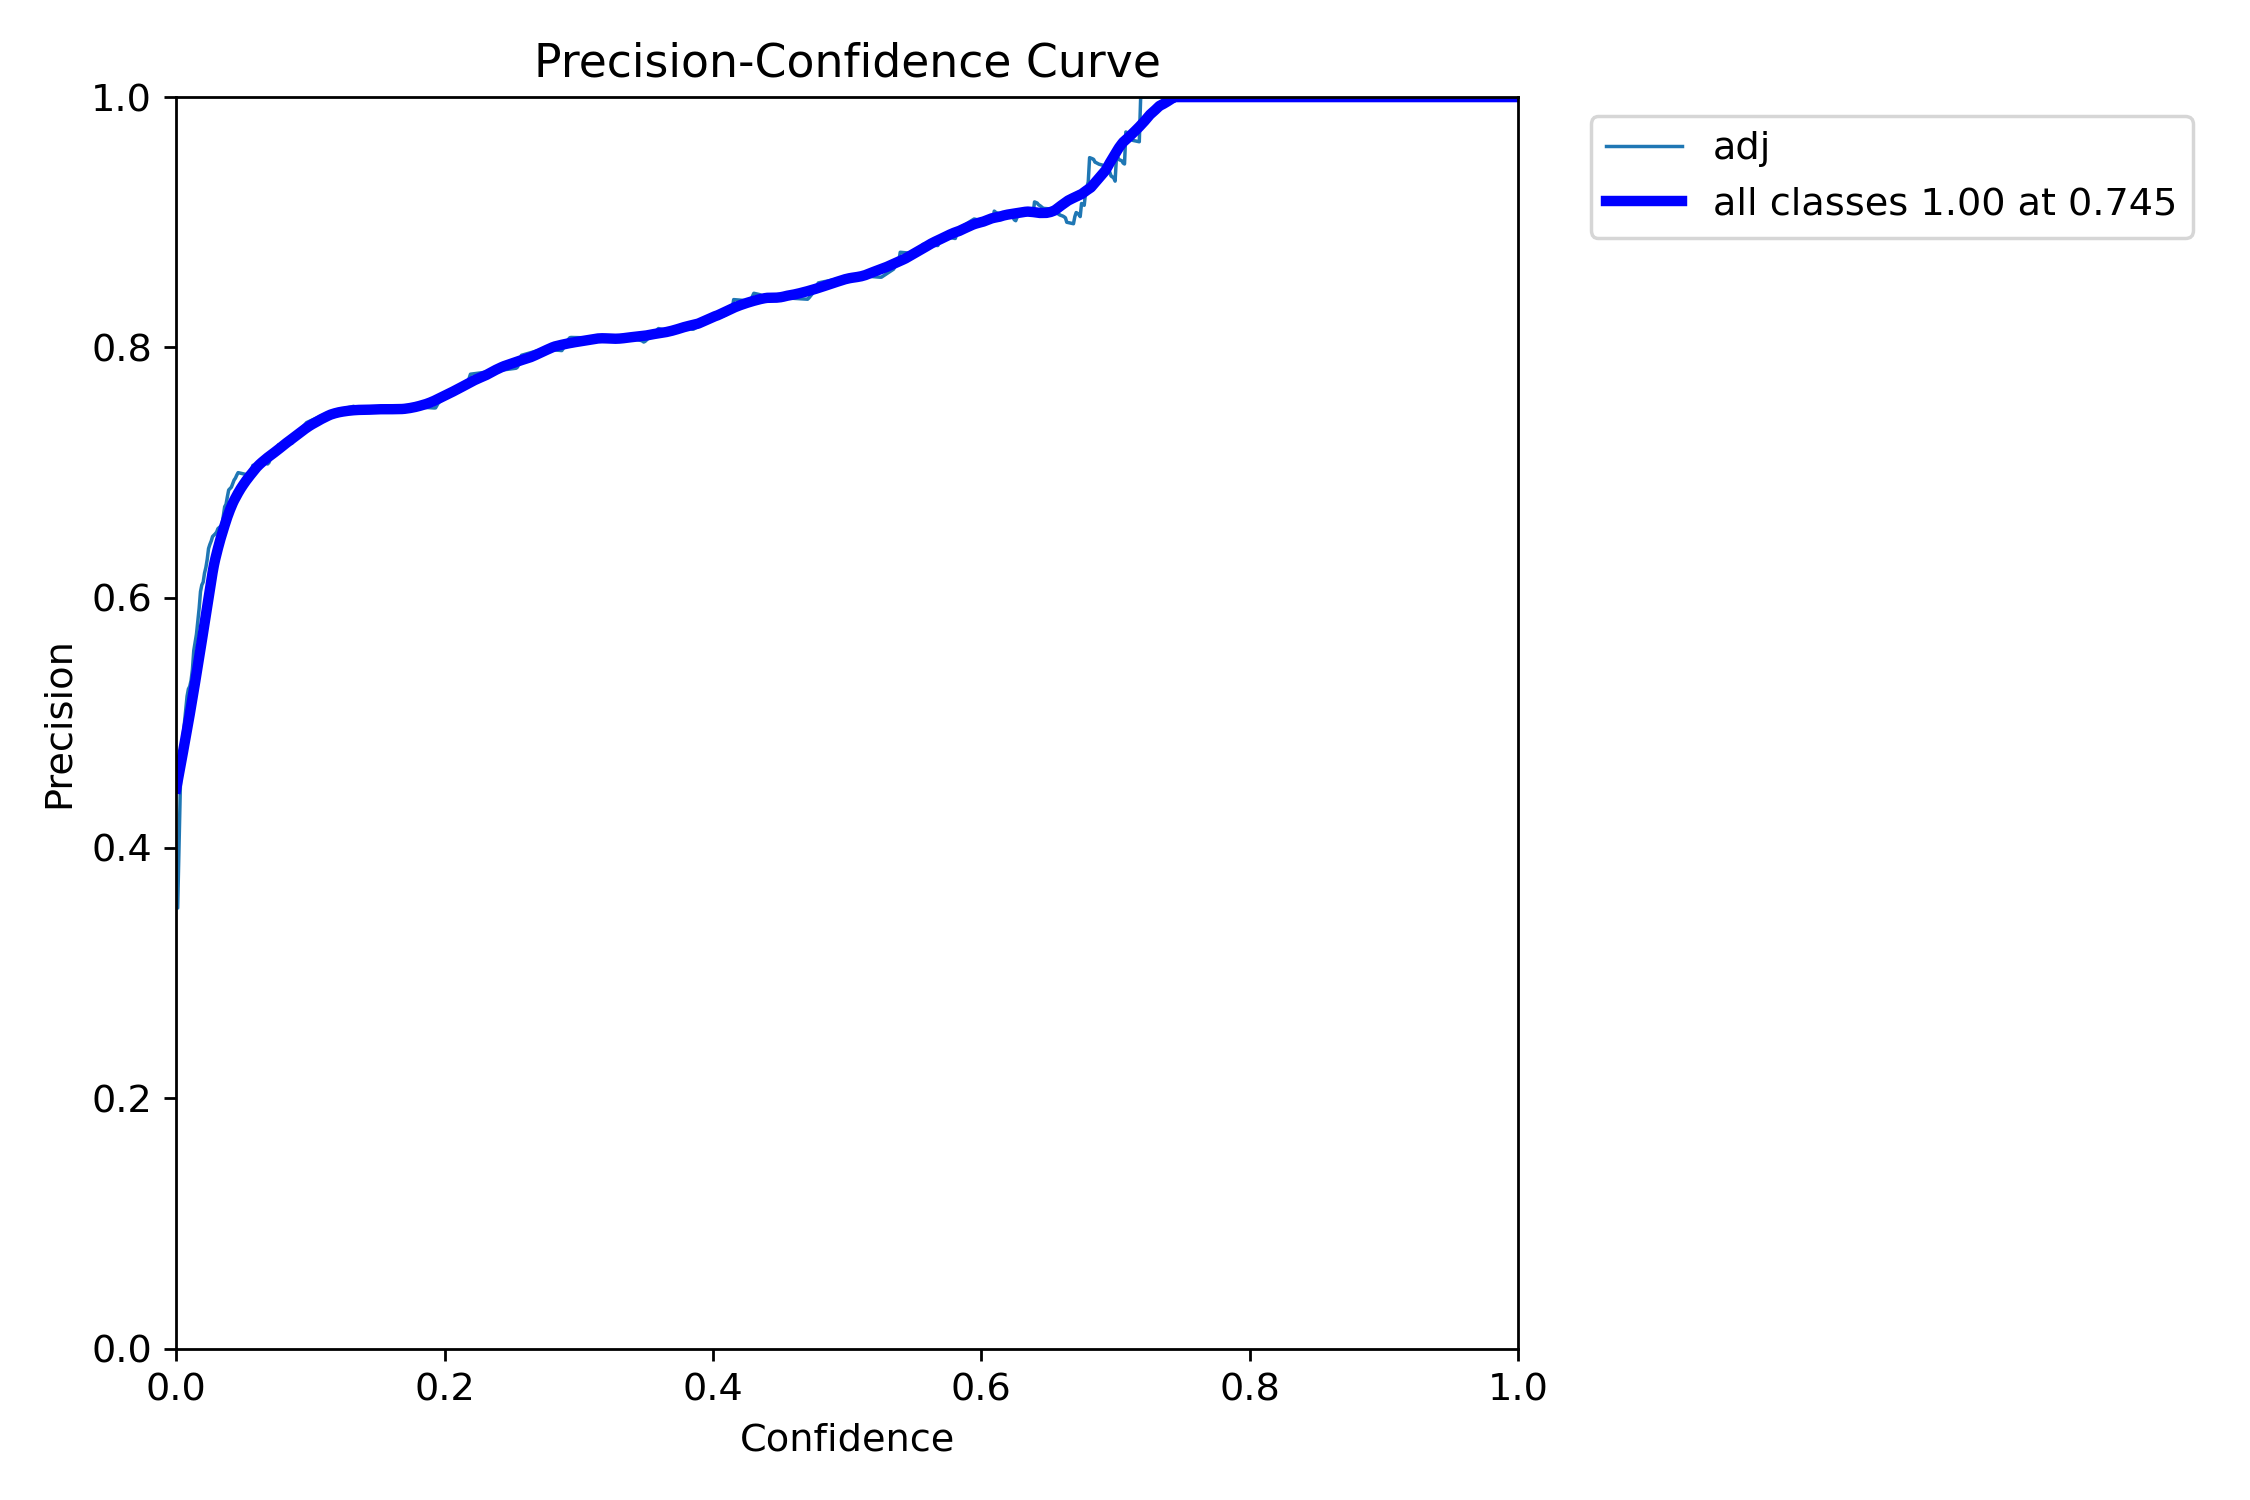 Precision-Confidence Curve
1.0
0.8
0.6
0.4
0.2
0.0
Precision
0.0 0.2 0.4 0.6 0.8 1.0
Confidence
adj
all classes 1.00 at 0.745